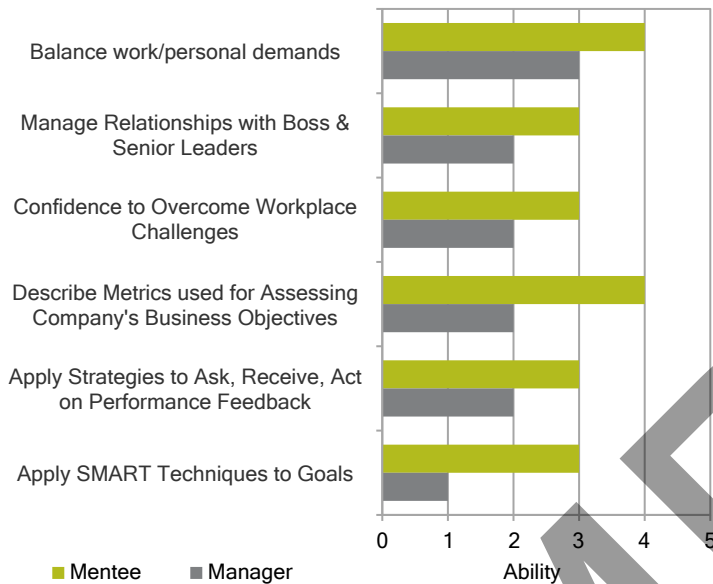 Balance work/personal demands
Manage Relationships with Boss &
Senior Leaders
Confidence to Overcome Workplace
Challenges
Describe Metrics used for Assessing
Company's Business Objectives
Apply Strategies to Ask, Receive, Act
on Performance Feedback
Apply SMART Techniques to Goals
0 1 2 3 4 5
Mentee Manager Ability